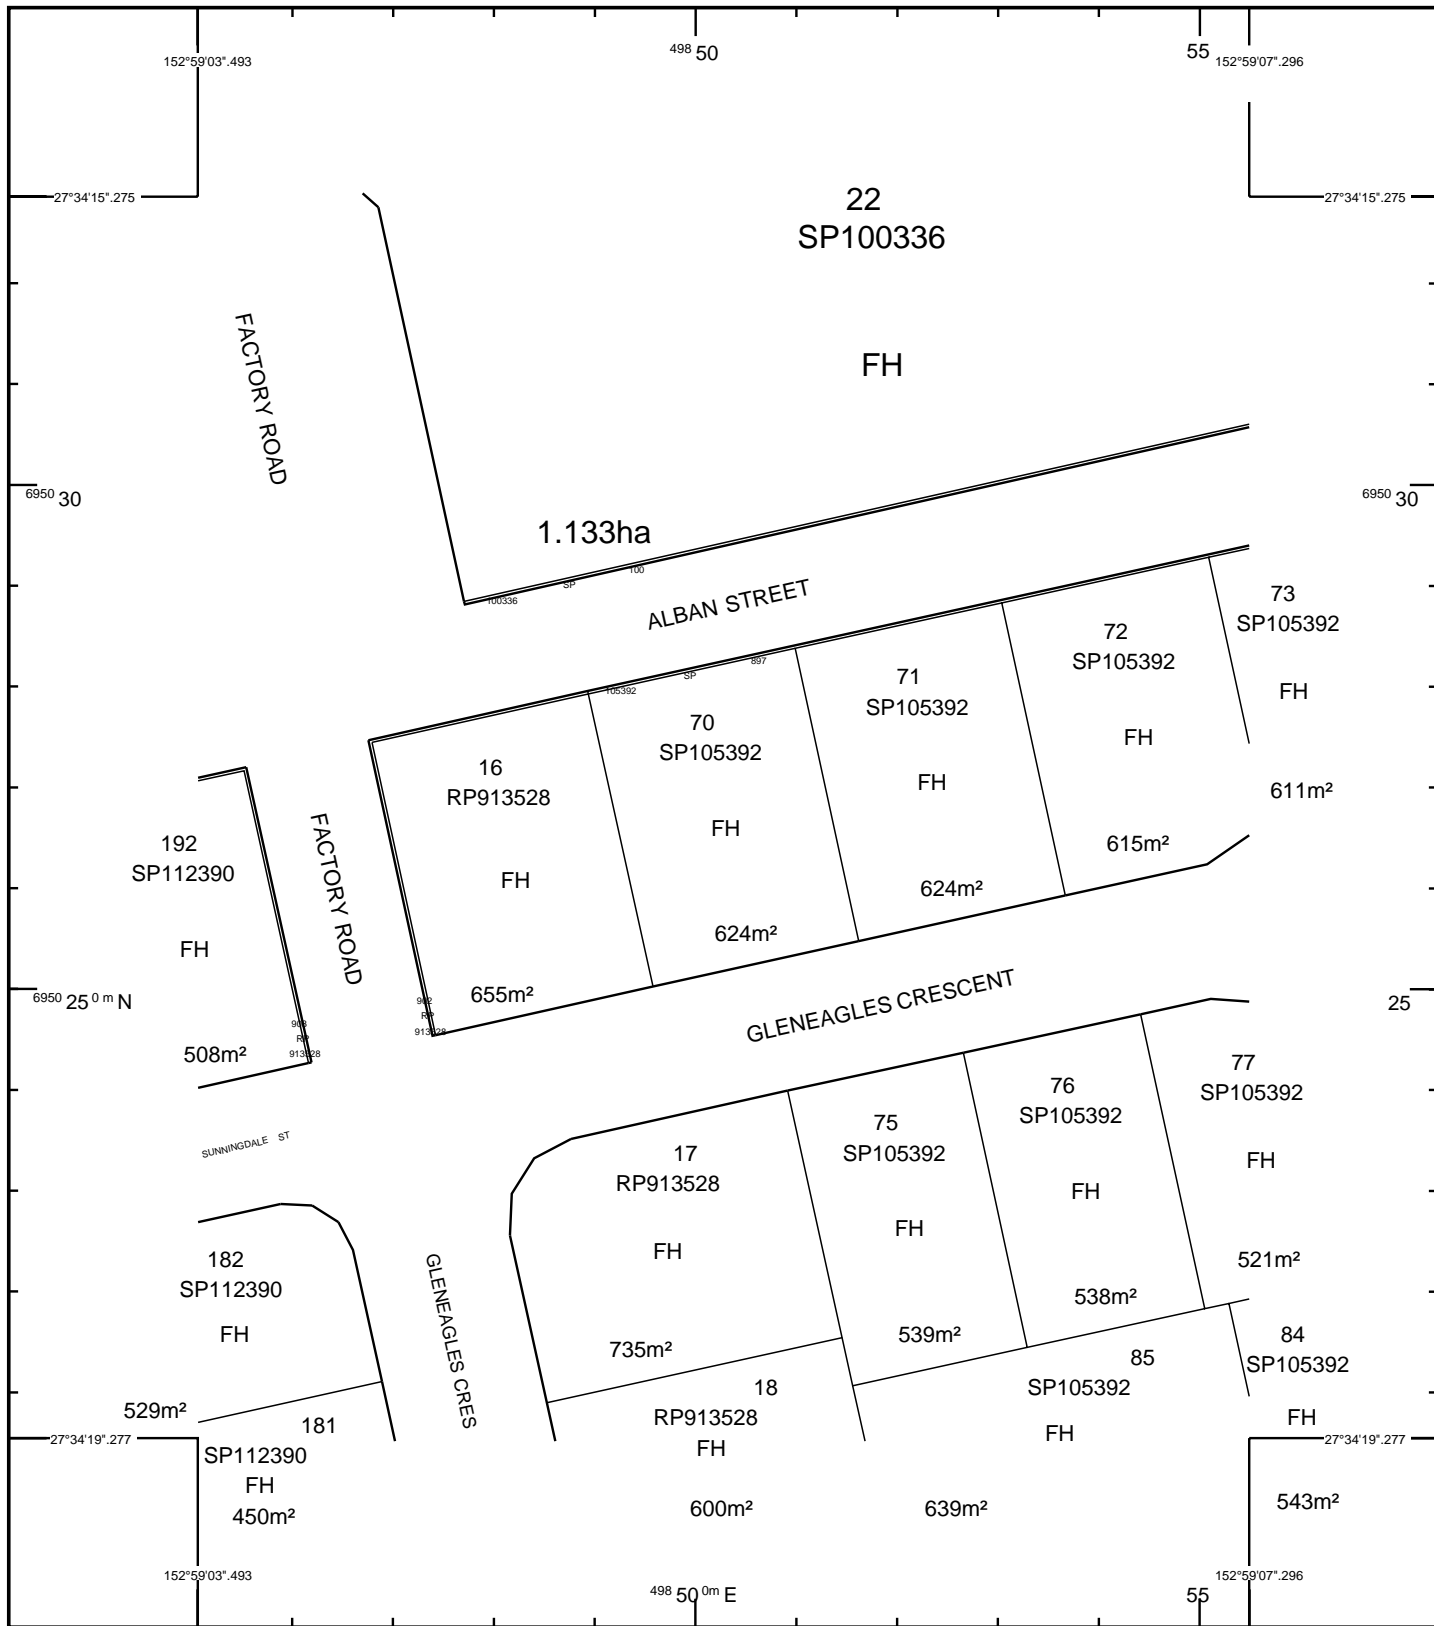 498 50
55
152°59'03".493
152°59'07".296
27°34'15".275
27°34'15".275
22
SP100336
FACTORY ROAD
FH
6950 30
6950 30
1.133ha
100336
SP
100
ALBAN STREET
73
SP105392
FH
611m²
72
SP105392
FH
615m²
71
SP105392
FH
624m²
105392
SP
897
70
SP105392
FH
624m²
16
RP913528
FH
655m²
192
SP112390
FH
508m²
FACTORY ROAD
902
RP
913528
903
RP
913528
6950 25 0 m N
25
GLENEAGLES CRESCENT
77
SP105392
FH
521m²
76
SP105392
FH
538m²
75
SP105392
FH
539m²
17
RP913528
FH
735m²
SUNNINGDALE ST
182
SP112390
FH
529m²
GLENEAGLES CRES
181
SP112390
FH
450m²
18
RP913528
FH
600m²
85
SP105392
FH
639m²
84
SP105392
FH
543m²
27°34'19".277
27°34'19".277
152°59'03".493
152°59'07".296
498 50 0m E
55